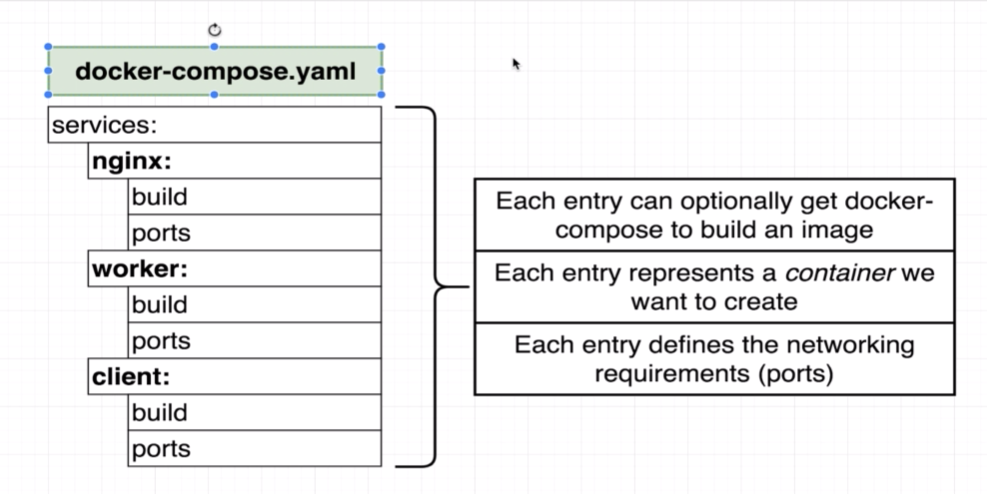 docker-compose.yaml
services:
nginx:
build
ports
worker:
build
ports
client:
build
ports
Each entry can optionally get docker-
compose to build an image
Each entry represents a container we
want to create
Each entry defines the networking
requirements (ports)